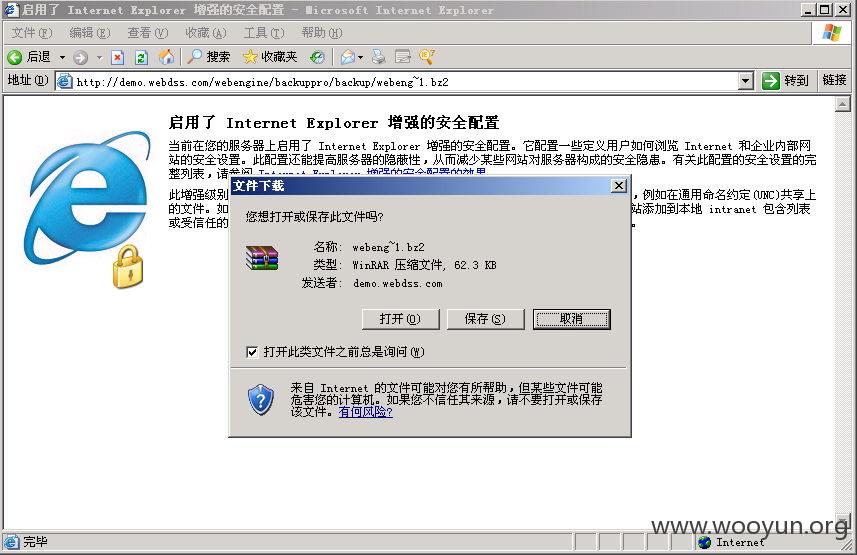 启用了 Internet Explorer 增强的安全配置 - Microsoft Internet Explorer
文件(F) 编辑(E) 查看(V) 收藏(A) 工具(T) 帮助(H)
后退 搜索 收藏夹
地址(D) http://demo.webdss.com/webengine/backuppro/backup/webeng~1.bz2 转到 链接
启用了 Internet Explorer 增强的安全配置
当前在您的服务器上启用了 Internet Explorer 增强的安全配置。它配置一些定义用户如何浏览 Internet 和企业内部网
站的安全设置。此配置还能提高服务器的隐蔽性，从而减少某些网站对服务器构成的安全隐患。有关此配置的安全设置的完
整列表，请参阅 Internet Explorer 增强的安全配置的效果
此增强级别 ，例如在通用命名约定(UNC)共享上
的文件。如 站添加到本地 intranet 包含列表
或受信任的 。
文件下载
您想打开或保存此文件吗?
名称: webeng~1.bz2
类型: WinRAR 压缩文件, 62.3 KB
发送者: demo.webdss.com
打开(O) 保存(S) 取消
打开此类文件之前总是询问(W)
来自 Internet 的文件可能对您有所帮助，但某些文件可能
危害您的计算机。如果您不信任其来源，请不要打开或保存
该文件。有何风险?
www.wooyun.org
完毕 Internet